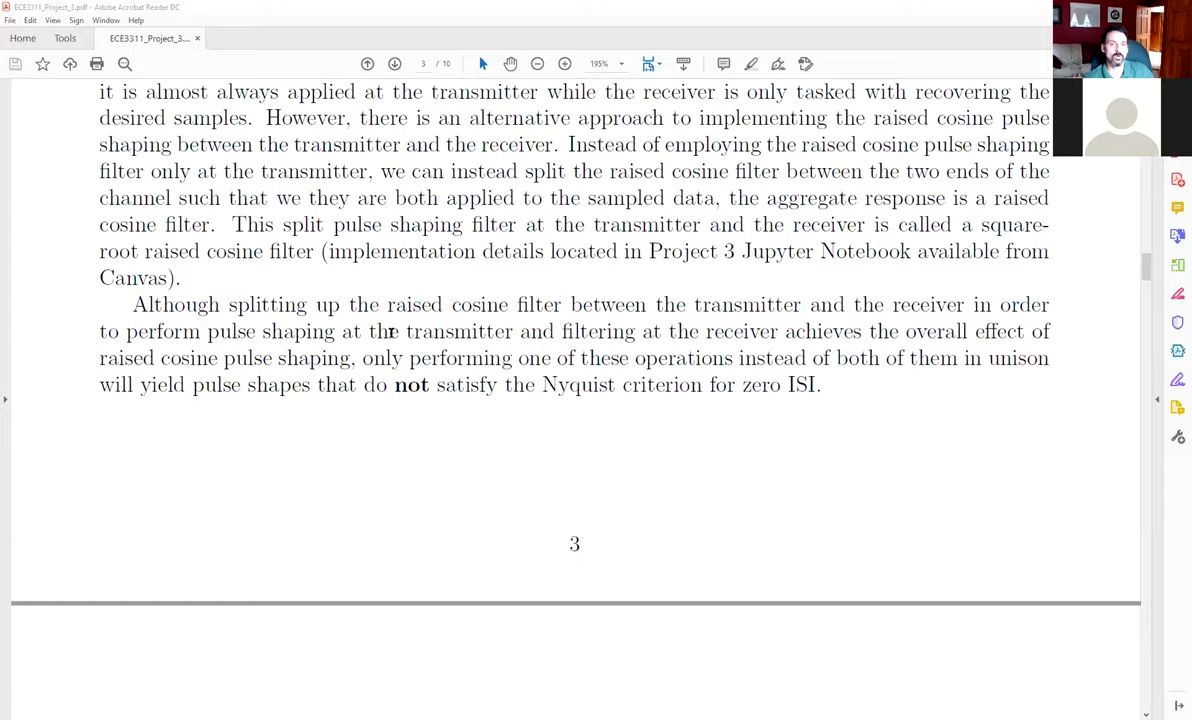 ECE3311_Project_3.pdf - Adobe Acrobat Reader DC
File Edit View Sign Window Help
Home Tools ECE3311_Project_3.... ×
3 / 10 195%
it is almost always applied at the transmitter while the receiver is only tasked with recovering the
desired samples. However, there is an alternative approach to implementing the raised cosine pulse
shaping between the transmitter and the receiver. Instead of employing the raised cosine pulse shaping
filter only at the transmitter, we can instead split the raised cosine filter between the two ends of the
channel such that we they are both applied to the sampled data, the aggregate response is a raised
cosine filter. This split pulse shaping filter at the transmitter and the receiver is called a square-
root raised cosine filter (implementation details located in Project 3 Jupyter Notebook available from
Canvas).
Although splitting up the raised cosine filter between the transmitter and the receiver in order
to perform pulse shaping at the transmitter and filtering at the receiver achieves the overall effect of
raised cosine pulse shaping, only performing one of these operations instead of both of them in unison
will yield pulse shapes that do not satisfy the Nyquist criterion for zero ISI.
3